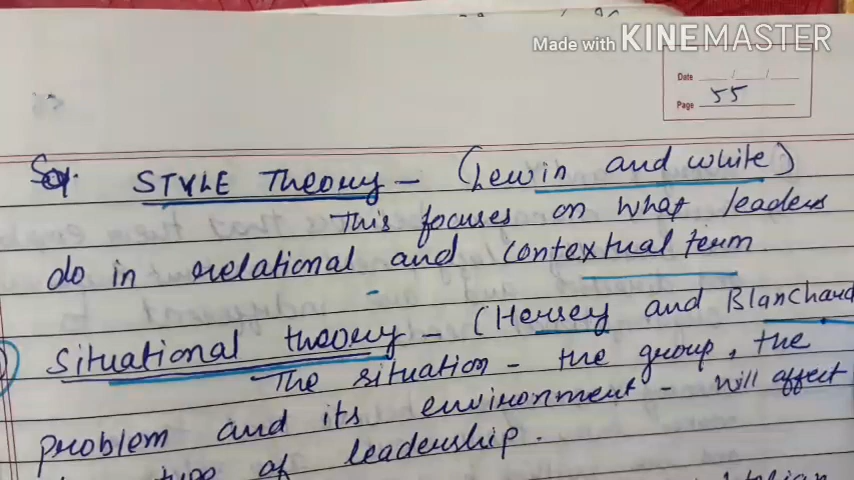 Made with KINEMASTER
Date / /
Page 55
STYLE Theory - (Lewin and white)
This focuses on what leaders
do in relational and contextual term
Situational theory - (Hersey and Blanchard
The situation - the group, the
problem and its environment - will affect
type of leadership.